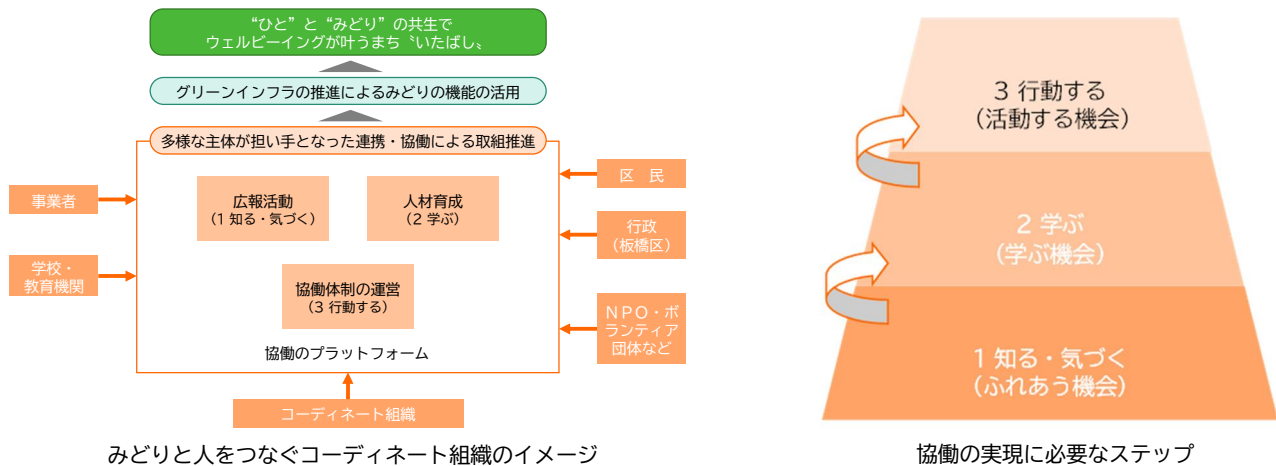 “ひと”と“みどり”の共生で
ウェルビーイングが叶うまち〝いたばし〟
グリーンインフラの推進によるみどりの機能の活用
多様な主体が担い手となった連携・協働による取組推進
事業者
学校・
教育機関
広報活動
(1 知る・気づく)
人材育成
(2 学ぶ)
協働体制の運営
(3 行動する)
協働のプラットフォーム
区　民
行政
(板橋区)
NPO・ボ
ランティア
団体など
コーディネート組織
みどりと人をつなぐコーディネート組織のイメージ
3 行動する
(活動する機会)
2 学ぶ
(学ぶ機会)
1 知る・気づく
(ふれあう機会)
協働の実現に必要なステップ